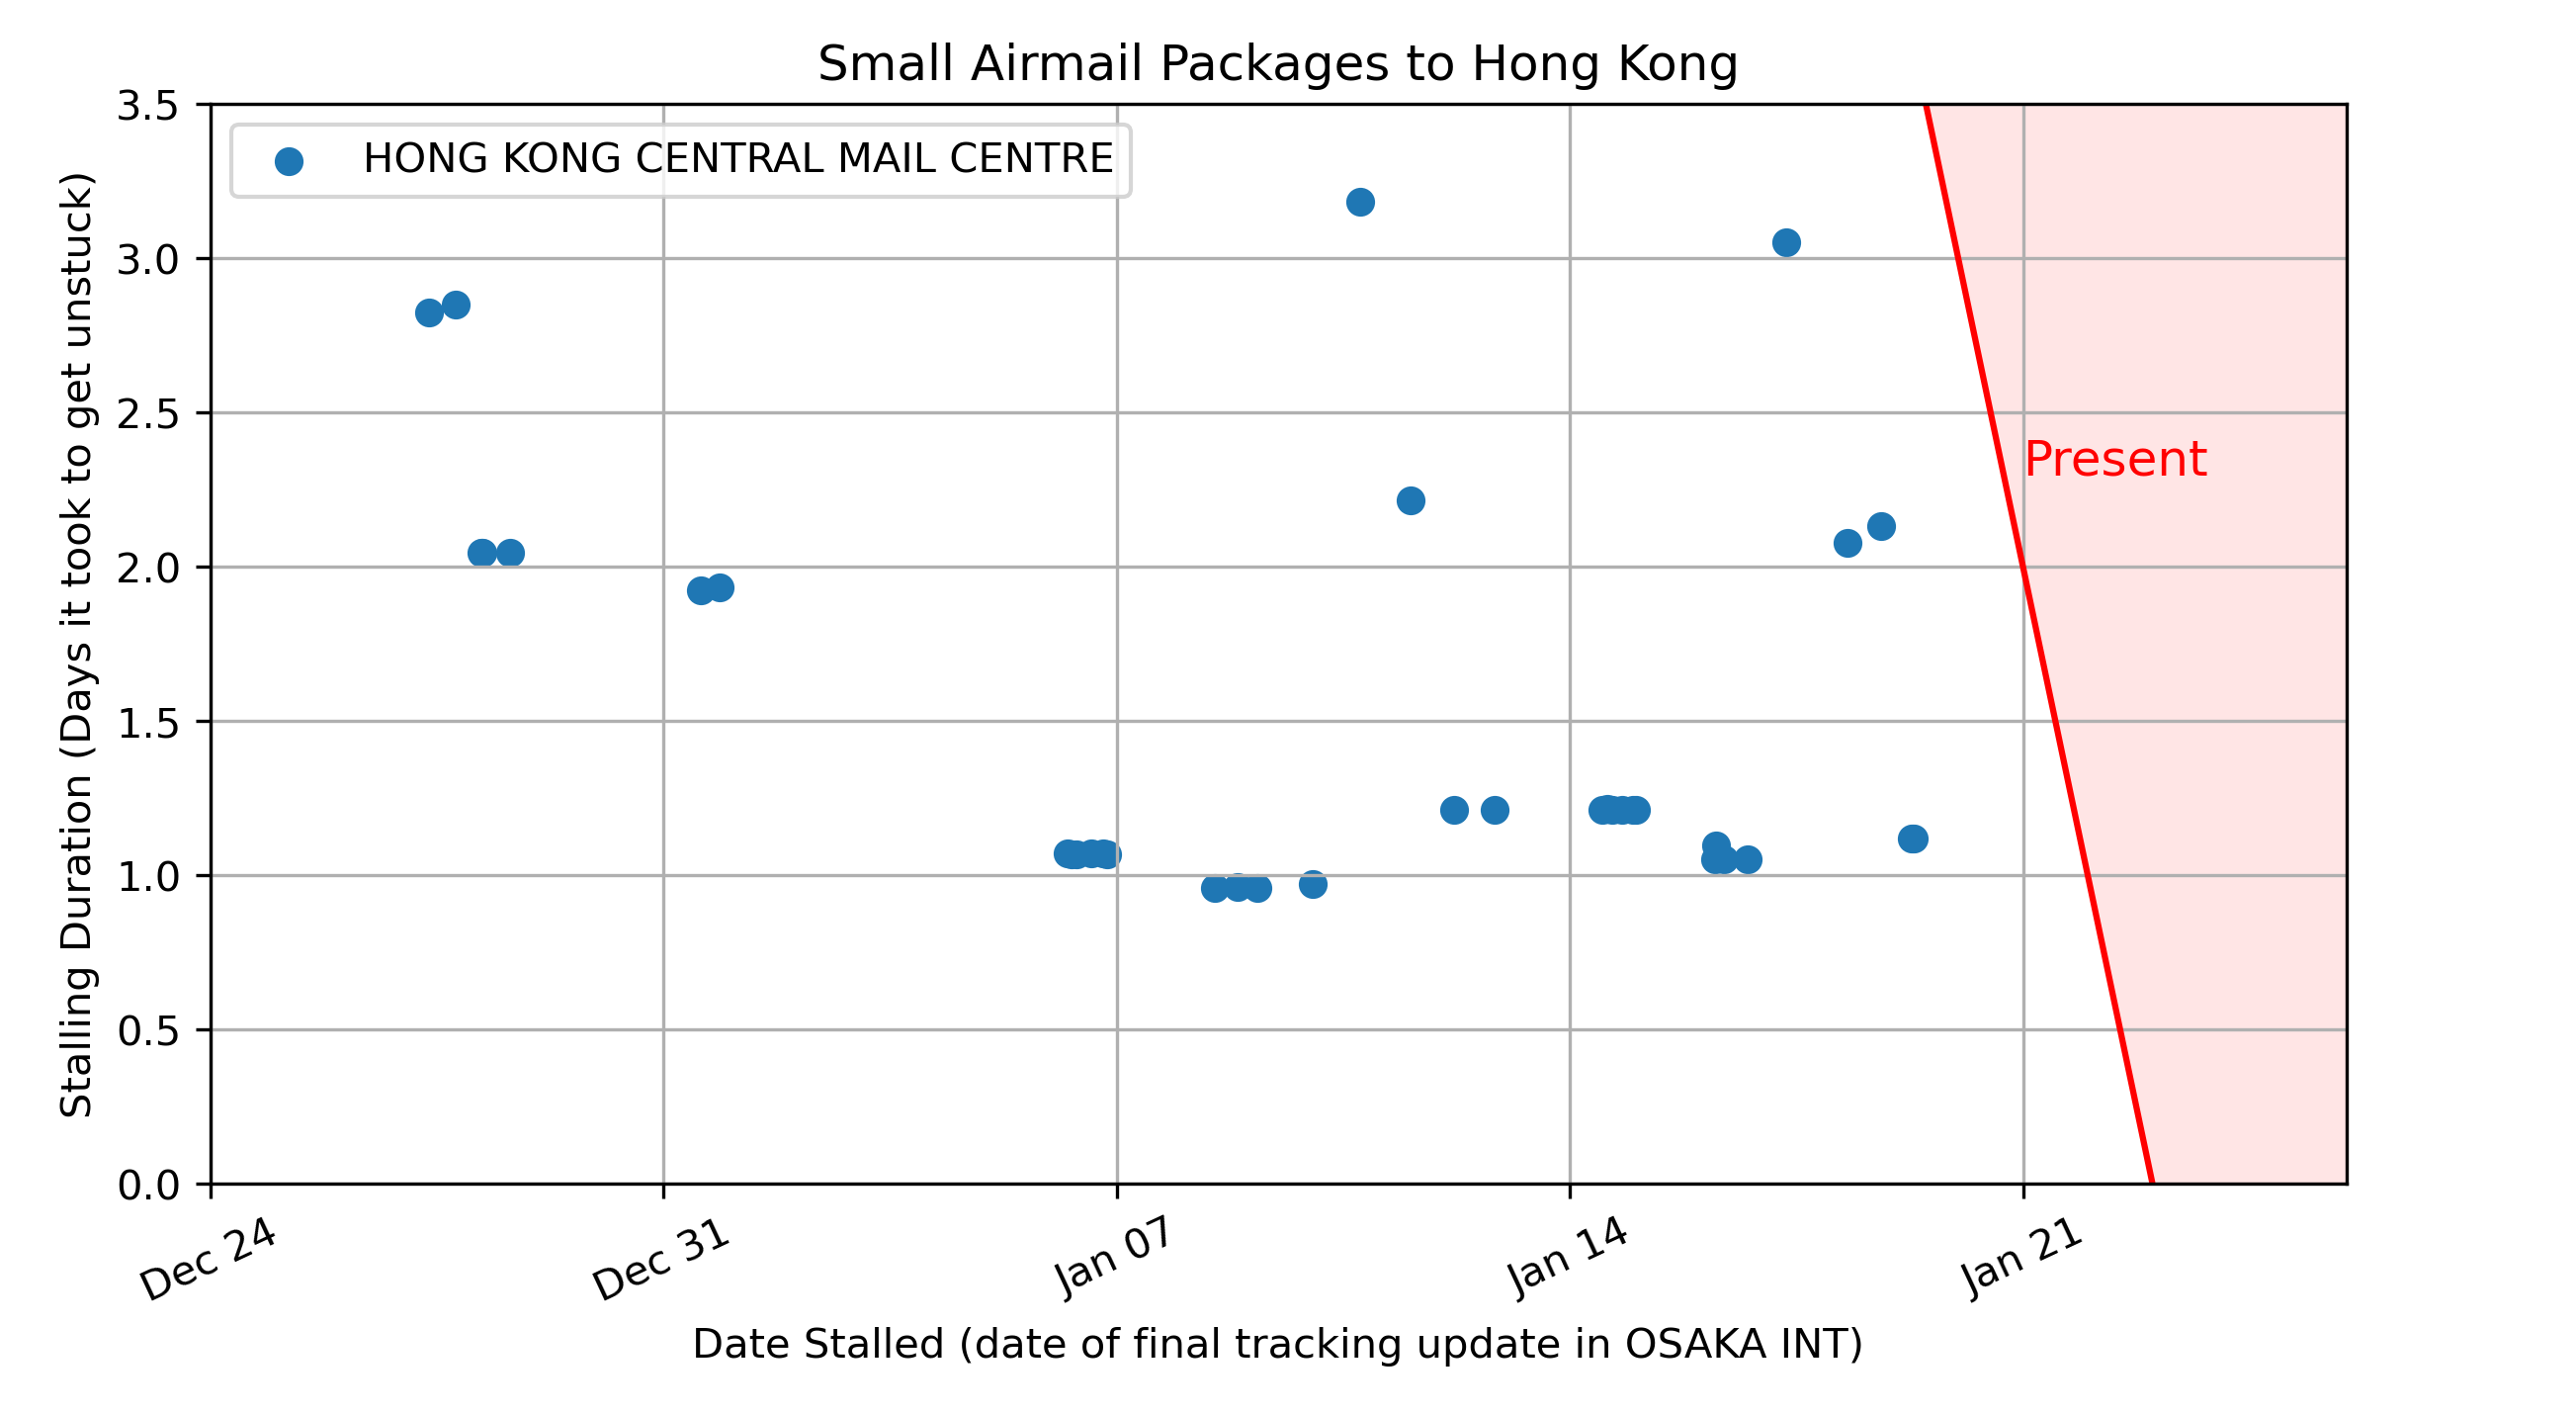 Small Airmail Packages to Hong Kong
HONG KONG CENTRAL MAIL CENTRE
Stalling Duration (Days it took to get unstuck)
3.5
3.0
2.5
2.0
1.5
1.0
0.5
0.0
Present
Dec 24
Dec 31
Jan 07
Jan 14
Jan 21
Date Stalled (date of final tracking update in OSAKA INT)